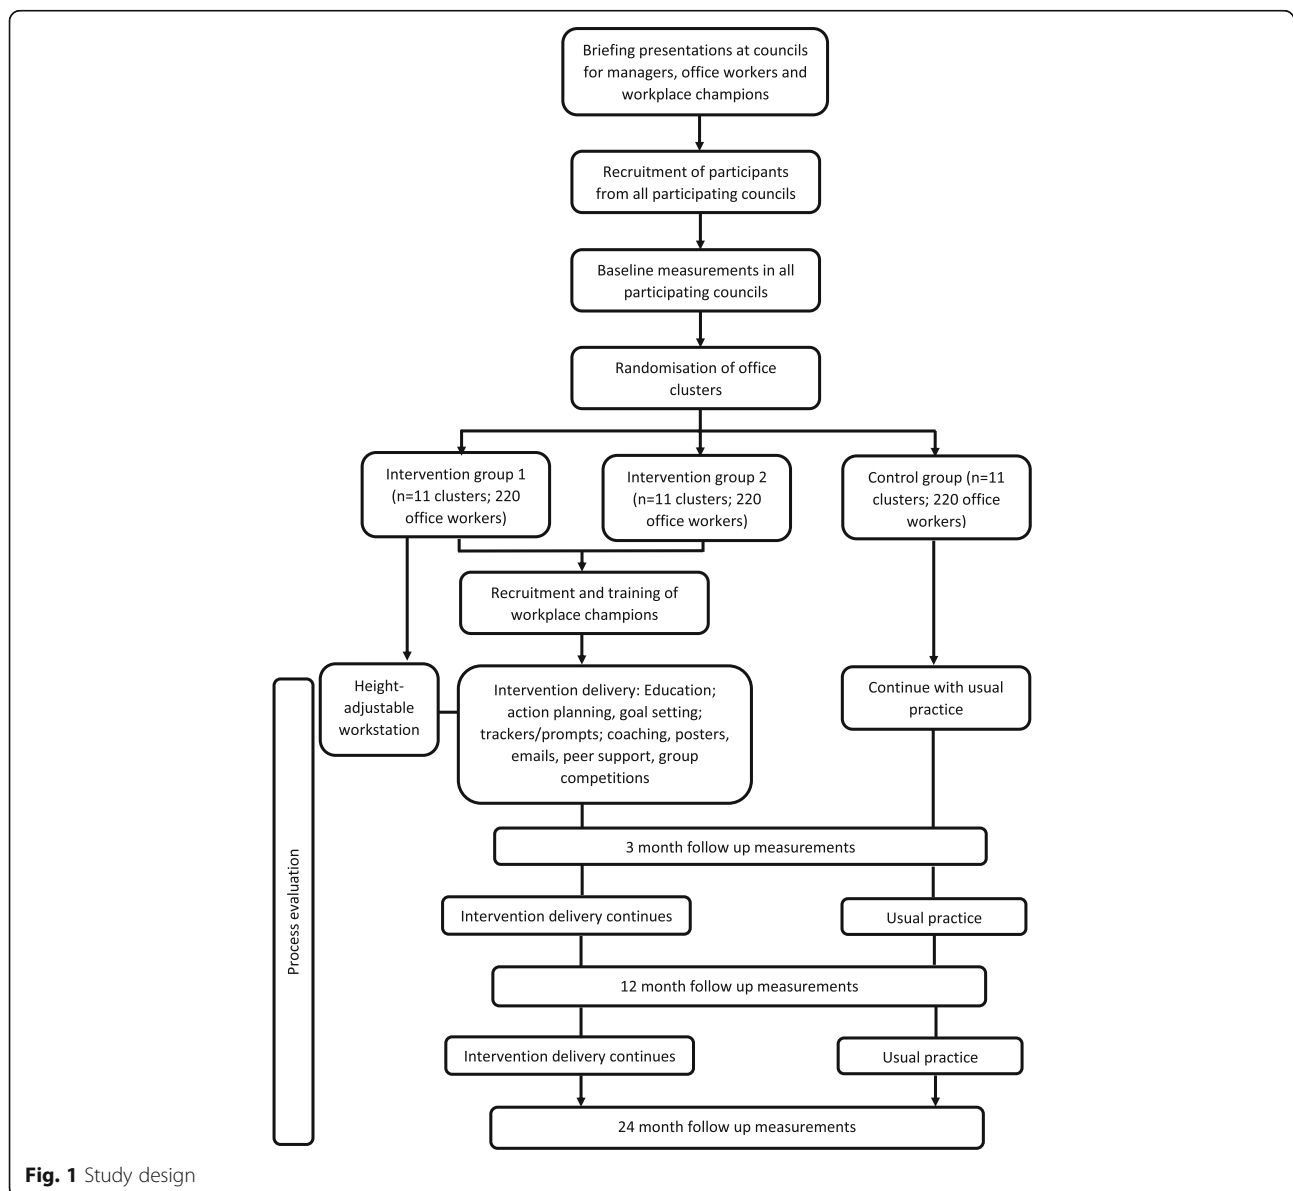 Briefing presentations at councils
for managers, office workers and
workplace champions
Recruitment of participants
from all participating councils
Baseline measurements in all
participating councils
Randomisation of office
clusters
Intervention group 1
(n=11 clusters; 220
office workers)
Intervention group 2
(n=11 clusters; 220
office workers)
Control group (n=11
clusters; 220 office
workers)
Recruitment and training of
workplace champions
Height-
adjustable
workstation
Intervention delivery: Education;
action planning, goal setting;
trackers/prompts; coaching, posters,
emails, peer support, group
competitions
Continue with usual
practice
Process evaluation
3 month follow up measurements
Intervention delivery continues
Usual practice
12 month follow up measurements
Intervention delivery continues
Usual practice
24 month follow up measurements
Fig. 1 Study design